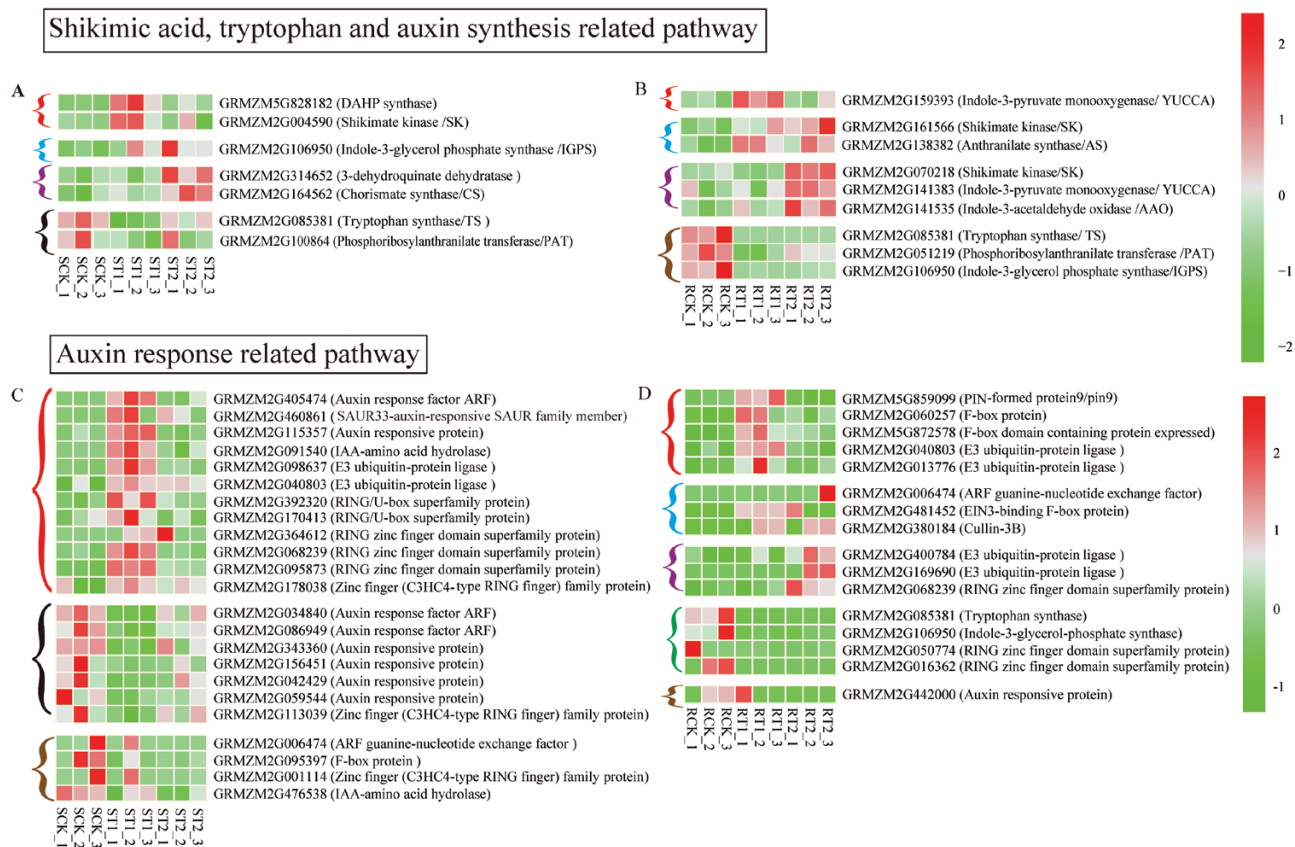 Shikimic acid, tryptophan and auxin synthesis related pathway
A
GRMZM5G828182 (DAHP synthase)
GRMZM2G004590 (Shikimate kinase /SK)
GRMZM2G106950 (Indole-3-glycerol phosphate synthase /IGPS)
GRMZM2G314652 (3-dehydroquinate dehydratase )
GRMZM2G164562 (Chorismate synthase/CS)
GRMZM2G085381 (Tryptophan synthase/TS)
GRMZM2G100864 (Phosphoribosylanthranilate transferase/PAT)
SCK_1
SCK_2
SCK_3
ST1_1
ST1_2
ST1_3
ST2_1
ST2_2
ST2_3
B
GRMZM2G159393 (Indole-3-pyruvate monooxygenase/ YUCCA)
GRMZM2G161566 (Shikimate kinase/SK)
GRMZM2G138382 (Anthranilate synthase/AS)
GRMZM2G070218 (Shikimate kinase/SK)
GRMZM2G141383 (Indole-3-pyruvate monooxygenase/ YUCCA)
GRMZM2G141535 (Indole-3-acetaldehyde oxidase /AAO)
GRMZM2G085381 (Tryptophan synthase/ TS)
GRMZM2G051219 (Phosphoribosylanthranilate transferase /PAT)
GRMZM2G106950 (Indole-3-glycerol phosphate synthase/IGPS)
RCK_1
RCK_2
RCK_3
RT1_1
RT1_2
RT1_3
RT2_1
RT2_2
RT2_3
2
1
0
−1
−2
Auxin response related pathway
C
GRMZM2G405474 (Auxin response factor ARF)
GRMZM2G460861 (SAUR33-auxin-responsive SAUR family member)
GRMZM2G115357 (Auxin responsive protein)
GRMZM2G091540 (IAA-amino acid hydrolase)
GRMZM2G098637 (E3 ubiquitin-protein ligase )
GRMZM2G040803 (E3 ubiquitin-protein ligase )
GRMZM2G392320 (RING/U-box superfamily protein)
GRMZM2G170413 (RING/U-box superfamily protein)
GRMZM2G364612 (RING zinc finger domain superfamily protein)
GRMZM2G068239 (RING zinc finger domain superfamily protein)
GRMZM2G095873 (RING zinc finger domain superfamily protein)
GRMZM2G178038 (Zinc finger (C3HC4-type RING finger) family protein)
GRMZM2G034840 (Auxin response factor ARF)
GRMZM2G086949 (Auxin response factor ARF)
GRMZM2G343360 (Auxin responsive protein)
GRMZM2G156451 (Auxin responsive protein)
GRMZM2G042429 (Auxin responsive protein)
GRMZM2G059544 (Auxin responsive protein)
GRMZM2G113039 (Zinc finger (C3HC4-type RING finger) family protein)
GRMZM2G006474 (ARF guanine-nucleotide exchange factor )
GRMZM2G095397 (F-box protein )
GRMZM2G001114 (Zinc finger (C3HC4-type RING finger) family protein)
GRMZM2G476538 (IAA-amino acid hydrolase)
SCK_1
SCK_2
SCK_3
ST1_1
ST1_2
ST1_3
ST2_1
ST2_2
ST2_3
D
GRMZM5G859099 (PIN-formed protein9/pin9)
GRMZM2G060257 (F-box protein)
GRMZM5G872578 (F-box domain containing protein expressed)
GRMZM2G040803 (E3 ubiquitin-protein ligase )
GRMZM2G013776 (E3 ubiquitin-protein ligase )
GRMZM2G006474 (ARF guanine-nucleotide exchange factor)
GRMZM2G481452 (EIN3-binding F-box protein)
GRMZM2G380184 (Cullin-3B)
GRMZM2G400784 (E3 ubiquitin-protein ligase )
GRMZM2G169690 (E3 ubiquitin-protein ligase )
GRMZM2G068239 (RING zinc finger domain superfamily protein)
GRMZM2G085381 (Tryptophan synthase)
GRMZM2G106950 (Indole-3-glycerol-phosphate synthase)
GRMZM2G050774 (RING zinc finger domain superfamily protein)
GRMZM2G016362 (RING zinc finger domain superfamily protein)
GRMZM2G442000 (Auxin responsive protein)
RCK_1
RCK_2
RCK_3
RT1_1
RT1_2
RT1_3
RT2_1
RT2_2
RT2_3
2
1
0
-1